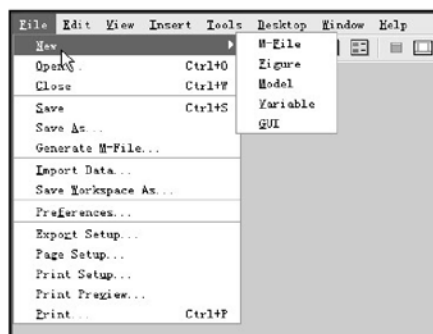 File Edit View Insert Tools Desktop Window Help
New
Open... Ctrl+O
Close Ctrl+W
Save Ctrl+S
Save As...
Generate M-File...
Import Data...
Save Workspace As...
Preferences...
Export Setup...
Page Setup...
Print Setup...
Print Preview...
Print... Ctrl+P
M-File
Figure
Model
Variable
GUI